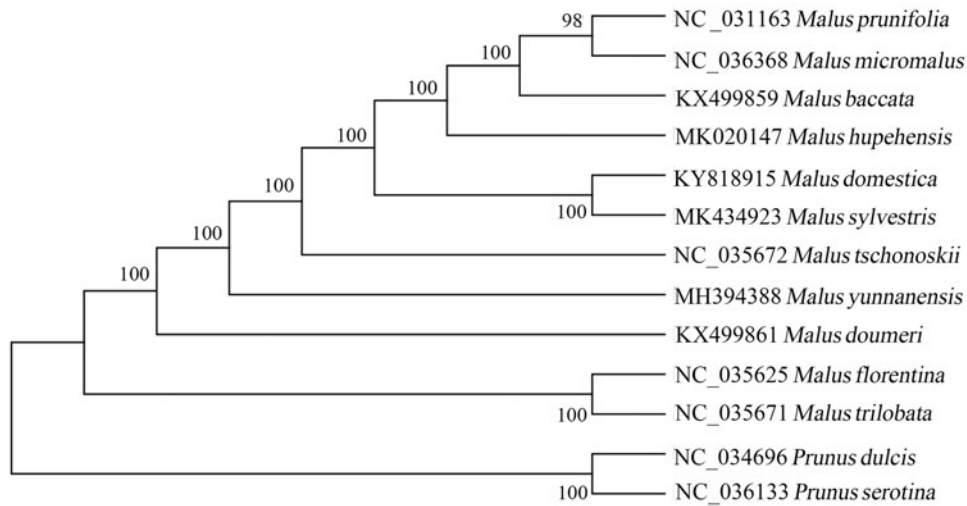 98
NC_031163 Malus prunifolia
100
NC_036368 Malus micromalus
100
KX499859 Malus baccata
100
MK020147 Malus hupehensis
100
KY818915 Malus domestica
100
MK434923 Malus sylvestris
100
NC_035672 Malus tschonoskii
100
MH394388 Malus yunnanensis
KX499861 Malus doumeri
NC_035625 Malus florentina
100
NC_035671 Malus trilobata
NC_034696 Prunus dulcis
100
NC_036133 Prunus serotina